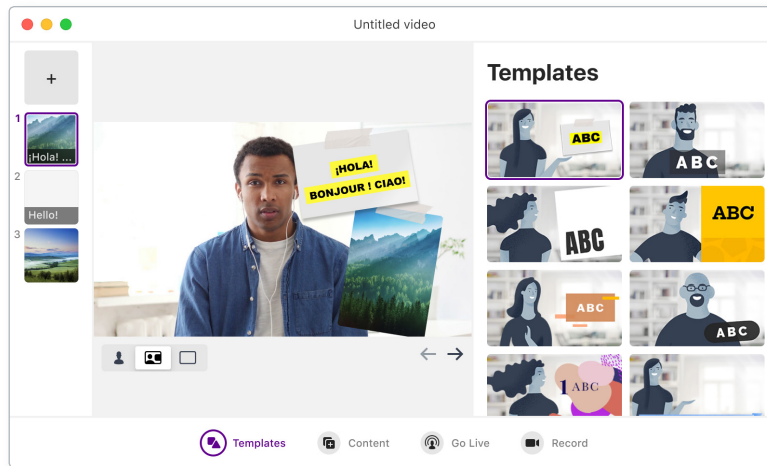 Untitled video
+
1
¡Hola! ...
2
Hello!
3
¡HOLA!
BONJOUR ! CIAO!
Templates
ABC
ABC
ABC
ABC
ABC
ABC
1 ABC
Templates
Content
Go Live
Record